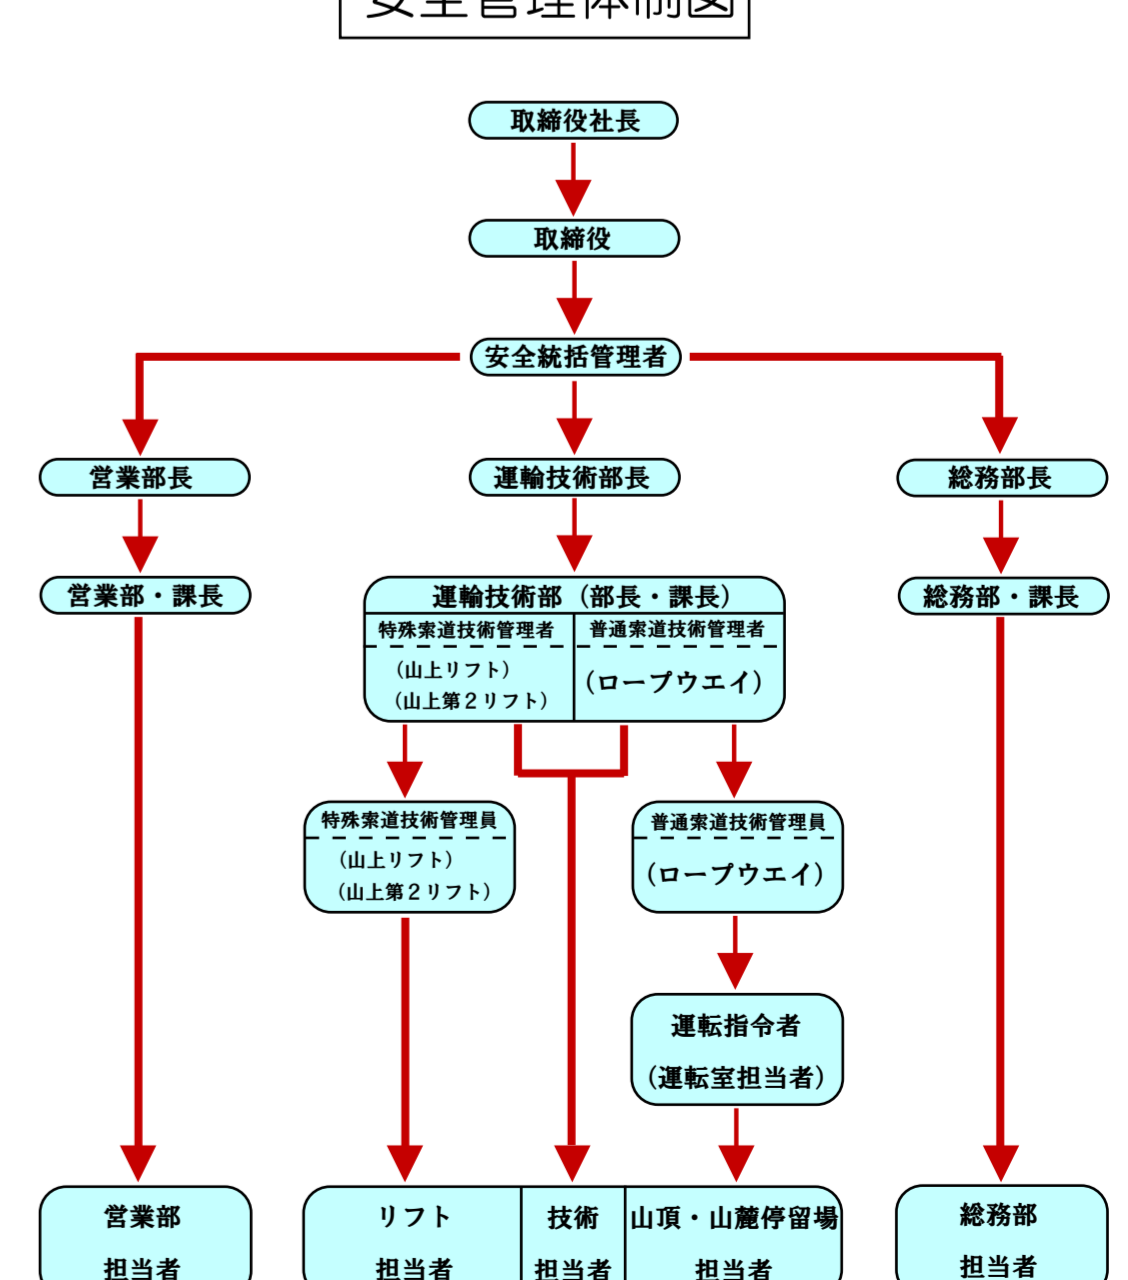 安全管理体制図
取締役社長
取締役
安全統括管理者
営業部長
運輸技術部長
総務部長
営業部・課長
運輸技術部（部長・課長）
総務部・課長
特殊索道技術管理者
普通索道技術管理者
（山上リフト）
（山上第２リフト）
（ロープウエイ）
特殊索道技術管理員
（山上リフト）
（山上第２リフト）
普通索道技術管理員
（ロープウエイ）
運転指令者
（運転室担当者）
営業部
担当者
リフト
担当者
技術
担当者
山頂・山麓停留場
担当者
総務部
担当者